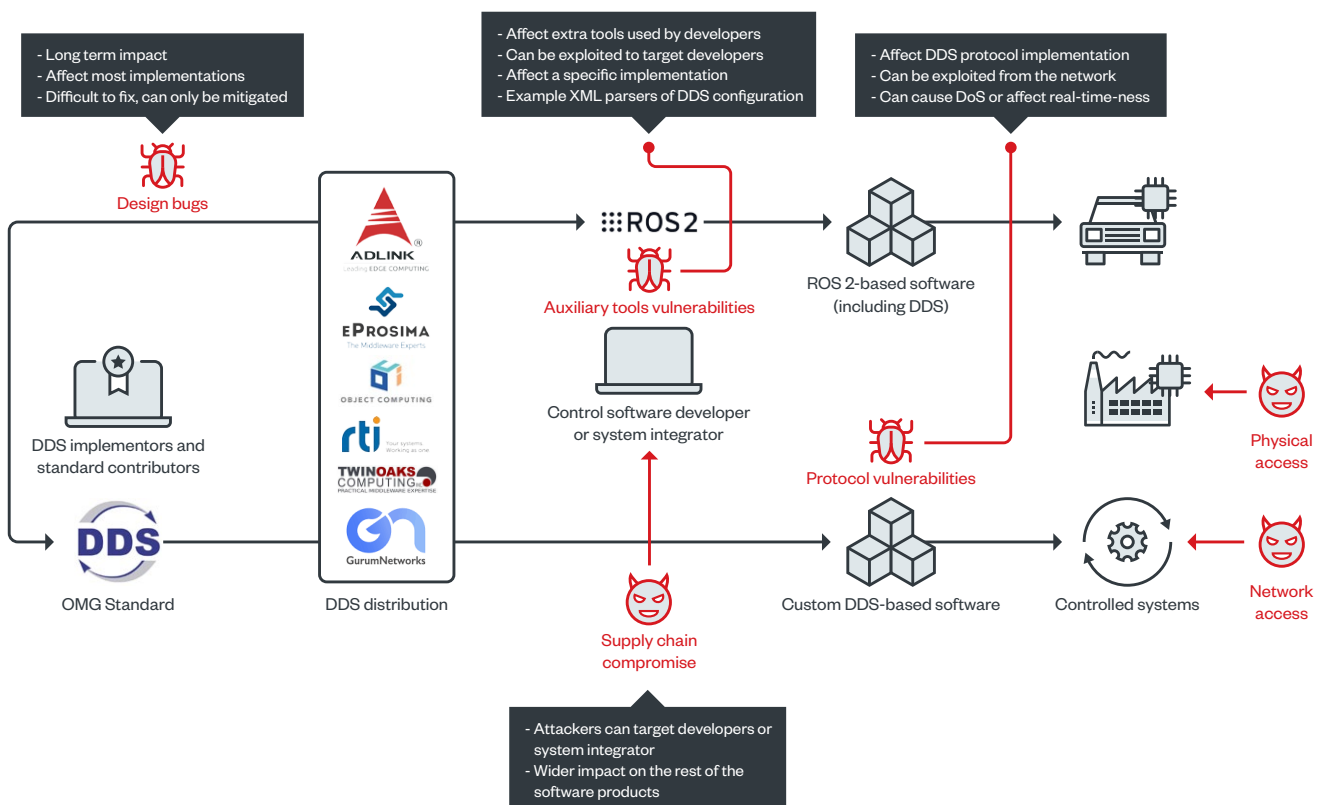 - Long term impact
- Affect most implementations
- Difficult to fix, can only be mitigated
- Affect extra tools used by developers
- Can be exploited to target developers
- Affect a specific implementation
- Example XML parsers of DDS configuration
- Affect DDS protocol implementation
- Can be exploited from the network
- Can cause DoS or affect real-time-ness
Design bugs
ADLINK
®
Leading EDGE COMPUTING
EPROSIMA
The Middleware Experts
OBJECT COMPUTING
rti
Your systems.
Working as one
TWINOAKS
COMPUTING
PRACTICAL MIDDLEWARE EXPERTISE
GurumNetworks
DDS distribution
ROS2
Auxiliary tools vulnerabilities
ROS 2-based software
(including DDS)
DDS implementors and
standard contributors
Control software developer
or system integrator
Physical
access
Protocol vulnerabilities
DDS
OMG Standard
Custom DDS-based software
Controlled systems
Network
access
Supply chain
compromise
- Attackers can target developers or
system integrator
- Wider impact on the rest of the
software products